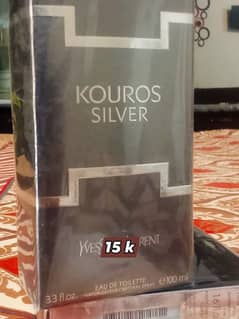 KOUROS
SILVER
15 k
EAU DE TOILETTE
3.3 fl.oz. e 100 ml